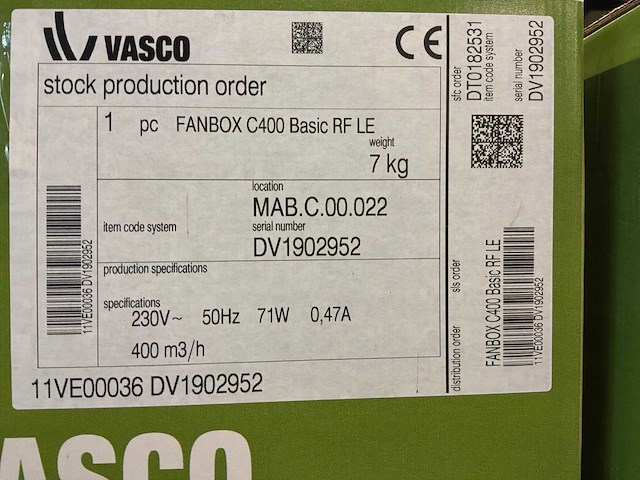 VASCO
CE
stock production order
1 pc FANBOX C400 Basic RF LE
weight
7 kg
location
MAB.C.00.022
item code system
serial number
DV1902952
production specifications
specifications
230V~ 50Hz 71W 0,47A
400 m3/h
11VE00036 DV1902952
11VE00036 DV1902952
sfc order
DT0182531
item code system
serial number
DV1902952
sls order
distribution order
FANBOX C400 Basic RF LE
11VE00036 DV1902952
VASCO